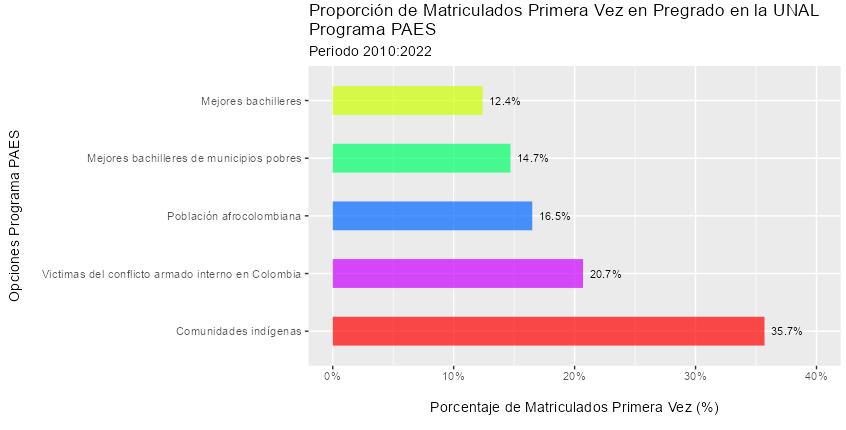 Proporción de Matriculados Primera Vez en Pregrado en la UNAL
Programa PAES
Periodo 2010:2022
Opciones Programa PAES
Mejores bachilleres
12.4%
Mejores bachilleres de municipios pobres
14.7%
Población afrocolombiana
16.5%
Victimas del conflicto armado interno en Colombia
20.7%
Comunidades indígenas
35.7%
0%
10%
20%
30%
40%
Porcentaje de Matriculados Primera Vez (%)